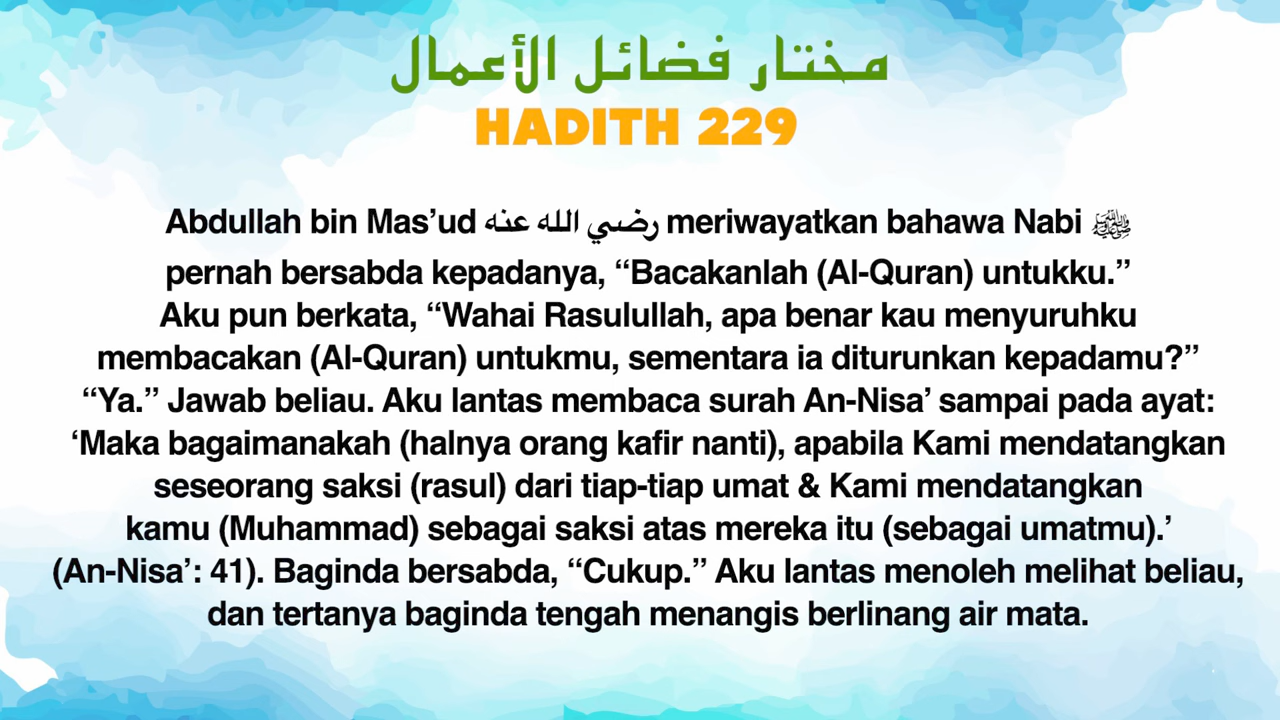 مختار فضائل الأعمال
HADITH 229
Abdullah bin Mas’ud رضي الله عنه meriwayatkan bahawa Nabi ﷺ
pernah bersabda kepadanya, “Bacakanlah (Al-Quran) untukku.”
Aku pun berkata, “Wahai Rasulullah, apa benar kau menyuruhku
membacakan (Al-Quran) untukmu, sementara ia diturunkan kepadamu?”
“Ya.” Jawab beliau. Aku lantas membaca surah An-Nisa’ sampai pada ayat:
‘Maka bagaimanakah (halnya orang kafir nanti), apabila Kami mendatangkan
seseorang saksi (rasul) dari tiap-tiap umat & Kami mendatangkan
kamu (Muhammad) sebagai saksi atas mereka itu (sebagai umatmu).’
(An-Nisa’: 41). Baginda bersabda, “Cukup.” Aku lantas menoleh melihat beliau,
dan tertanya baginda tengah menangis berlinang air mata.